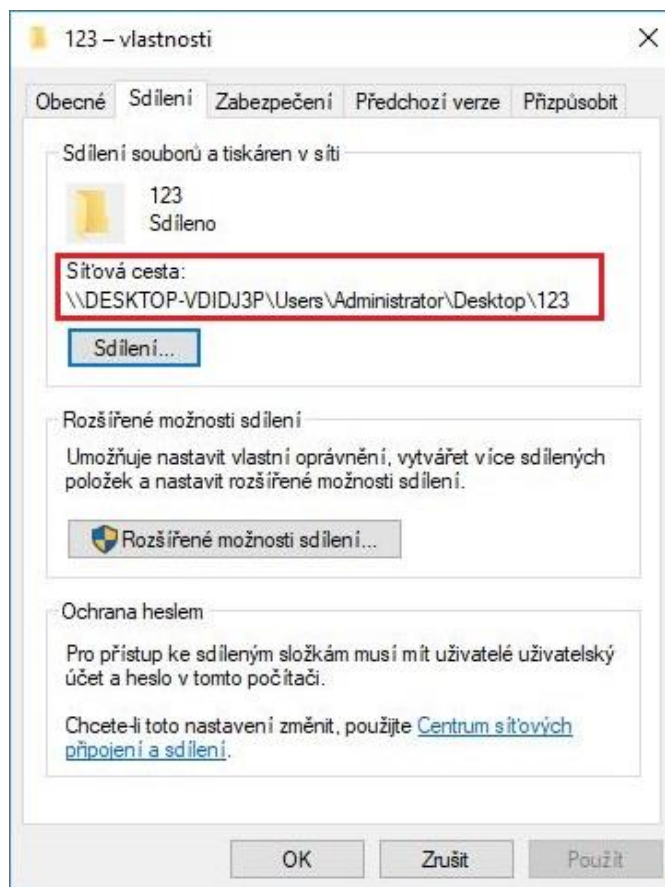 123 – vlastnosti
Obecné Sdílení Zabezpečení Předchozí verze Přizpůsobit
Sdílení souborů a tiskáren v síti
123
Sdíleno
Síťová cesta:
\\DESKTOP-VDIDJ3P\Users\Administrator\Desktop\123
Sdílení...
Rozšířené možnosti sdílení
Umožňuje nastavit vlastní oprávnění, vytvářet více sdílených
položek a nastavit rozšířené možnosti sdílení.
Rozšířené možnosti sdílení...
Ochrana heslem
Pro přístup ke sdíleným složkám musí mít uživatelé uživatelský
účet a heslo v tomto počítači.
Chcete-li toto nastavení změnit, použijte Centrum síťových
připojení a sdílení.
OK Zrušit Použít